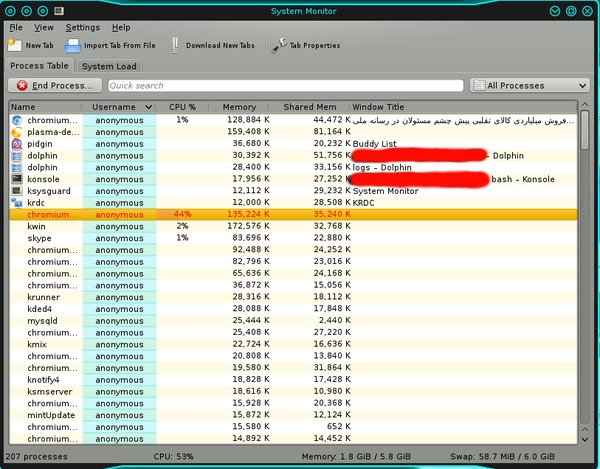 System Monitor
File View Settings Help
New Tab Import Tab From File Download New Tabs Tab Properties
Process Table System Load
End Process... Quick search All Processes
Name Username CPU % Memory Shared Mem Window Title
chromium... anonymous 1% 128,884 K 44,472 K فروش میلیاردی کالای تقلبی پیش چشم مسئولان در رسانه ملی...
plasma-de... anonymous 159,408 K 81,164 K
pidgin anonymous 36,680 K 20,232 K Buddy List
dolphin anonymous 30,392 K 51,756 K – Dolphin
dolphin anonymous 28,400 K 33,156 K logs – Dolphin
konsole anonymous 17,956 K 27,252 K bash – Konsole
ksysguard anonymous 12,112 K 29,232 K System Monitor
krdc anonymous 12,000 K 28,508 K KRDC
chromium... anonymous 44% 135,224 K 35,240 K
kwin anonymous 2% 172,576 K 32,768 K
skype anonymous 1% 83,696 K 22,880 K
chromium... anonymous 92,488 K 24,252 K
chromium... anonymous 82,796 K 23,016 K
chromium... anonymous 65,636 K 24,168 K
chromium... anonymous 36,872 K 15,056 K
krunner anonymous 28,316 K 18,112 K
kded4 anonymous 28,088 K 17,848 K
mysqld anonymous 25,444 K 2,440 K
chromium... anonymous 25,408 K 27,220 K
kmix anonymous 22,724 K 16,636 K
chromium... anonymous 20,808 K 13,840 K
chromium... anonymous 19,580 K 31,864 K
knotify4 anonymous 18,828 K 17,428 K
ksmserver anonymous 18,616 K 10,980 K
chromium... anonymous 15,928 K 20,368 K
mintUpdate anonymous 15,872 K 12,124 K
chromium... anonymous 15,580 K 652 K
chromium... anonymous 14,892 K 14,452 K
207 processes CPU: 53% Memory: 1.8 GiB / 5.8 GiB Swap: 58.7 MiB / 6.0 GiB